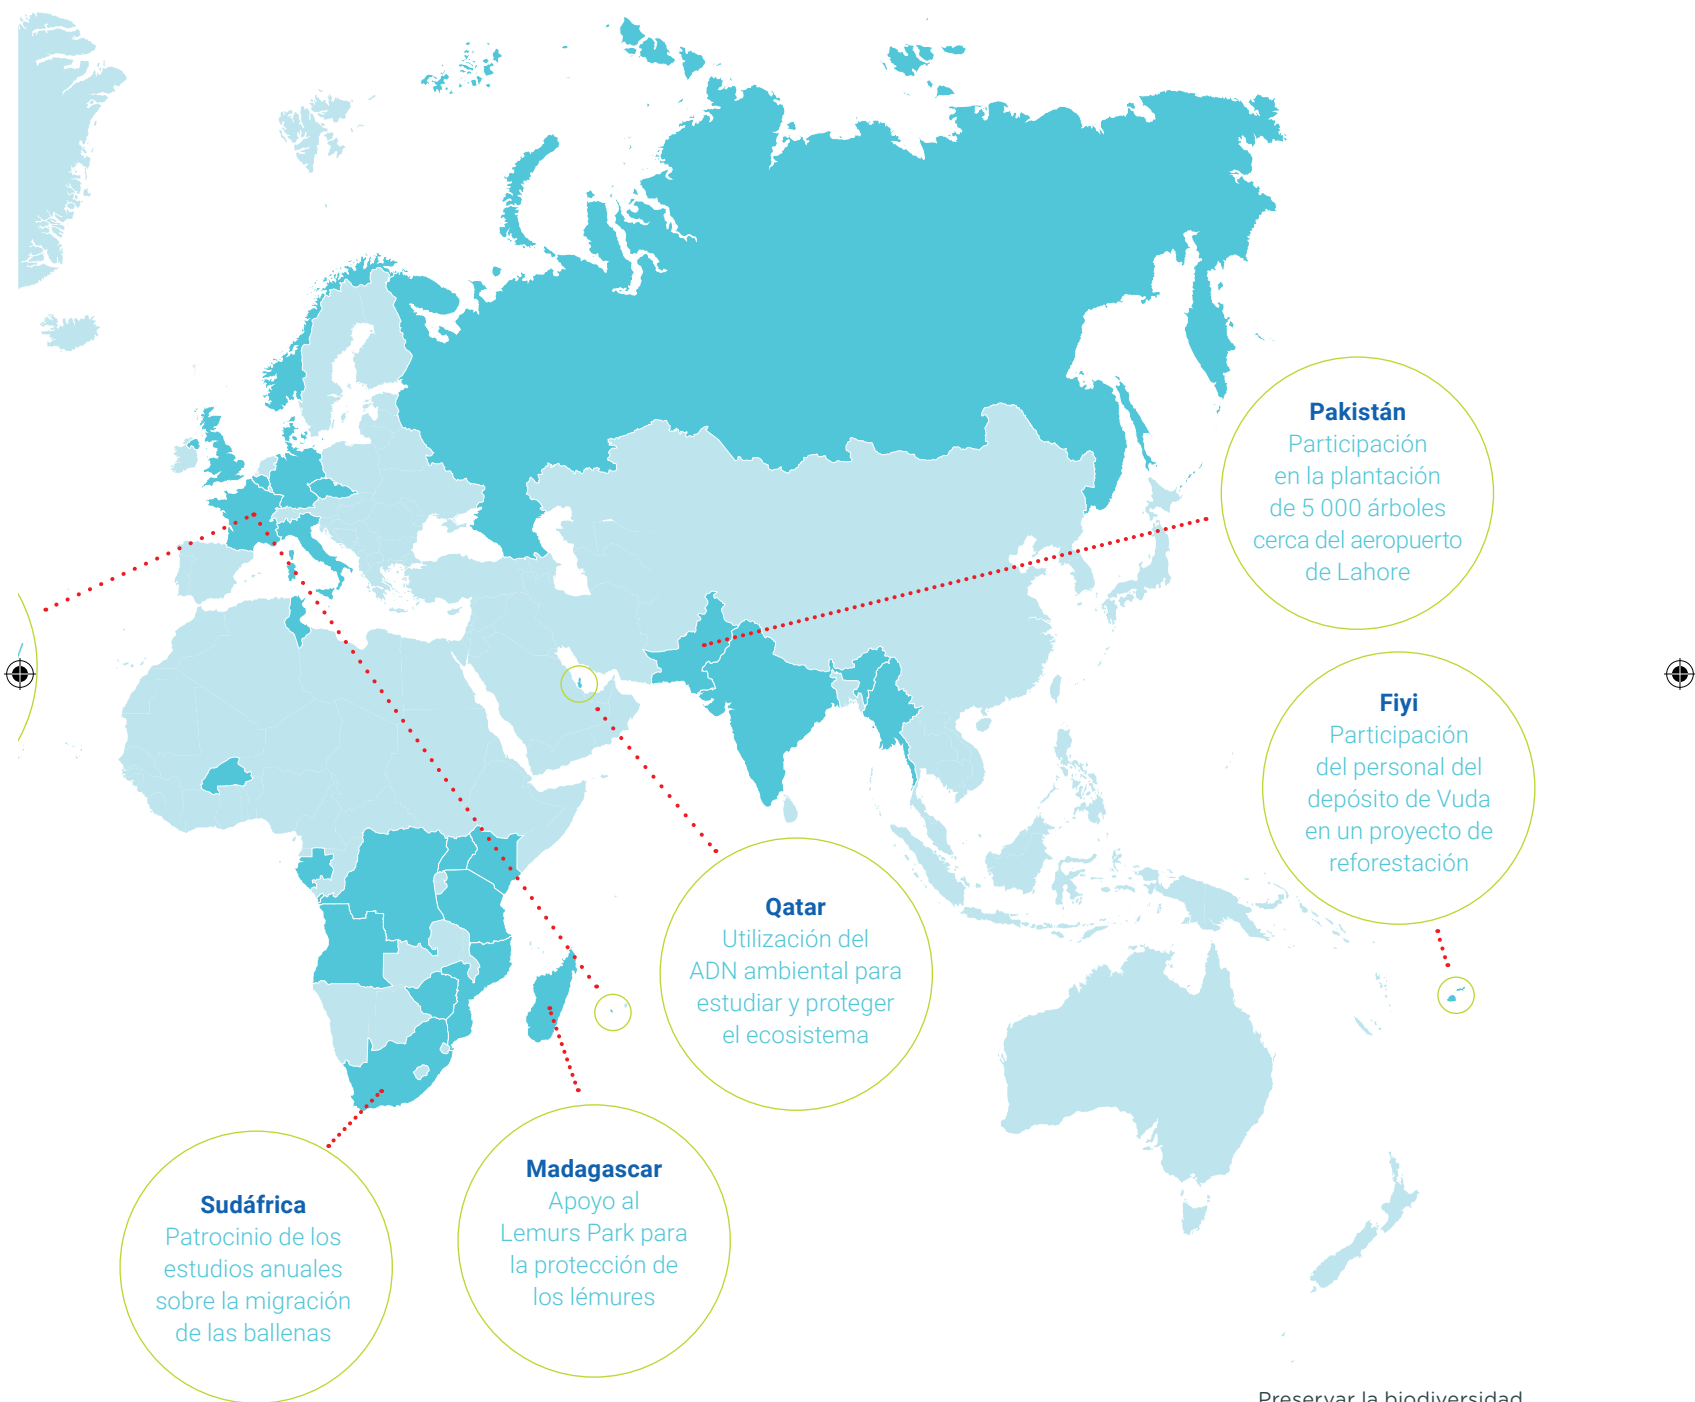 Pakistán
Participación
en la plantación
de 5 000 árboles
cerca del aeropuerto
de Lahore
Fiyi
Participación
del personal del
depósito de Vuda
en un proyecto de
reforestación
Qatar
Utilización del
ADN ambiental para
estudiar y proteger
el ecosistema
Madagascar
Apoyo al
Lemurs Park para
la protección de
los lémures
Sudáfrica
Patrocinio de los
estudios anuales
sobre la migración
de las ballenas
Preservar la biodiversidad